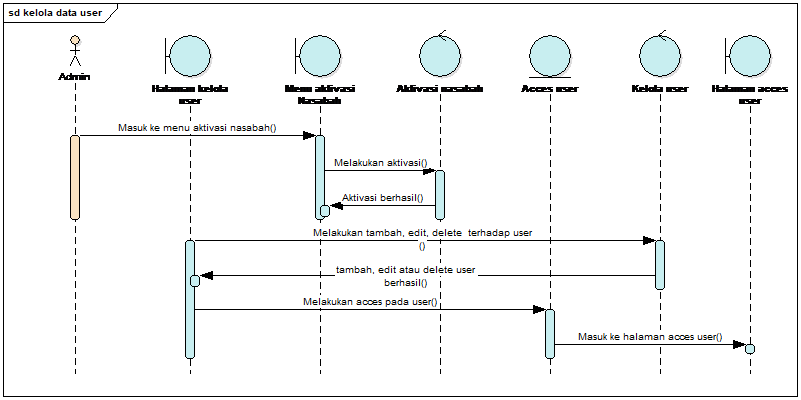 sd kelola data user
Admin
Halaman kelola
user
Menu aktivasi
Nasabah
Aktivasi nasabah
Acces user
Kelola user
Halaman acces
user
Masuk ke menu aktivasi nasabah()
Melakukan aktivasi()
Aktivasi berhasil()
Melakukan tambah, edit, delete terhadap user
()
tambah, edit atau delete user
berhasil()
Melakukan acces pada user()
Masuk ke halaman acces user()